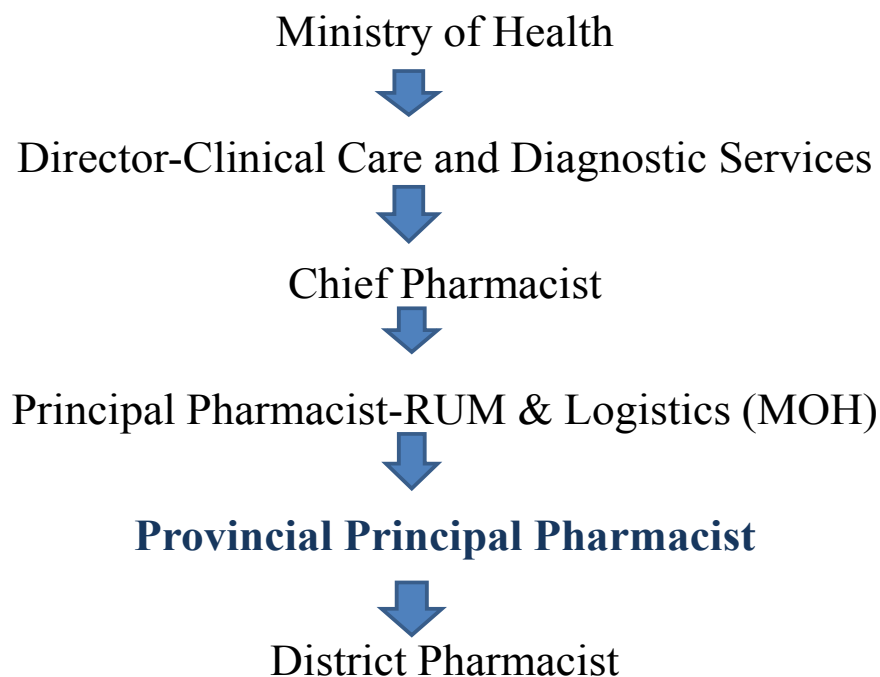 Ministry of Health
Director-Clinical Care and Diagnostic Services
Chief Pharmacist
Principal Pharmacist-RUM & Logistics (MOH)
Provincial Principal Pharmacist
District Pharmacist